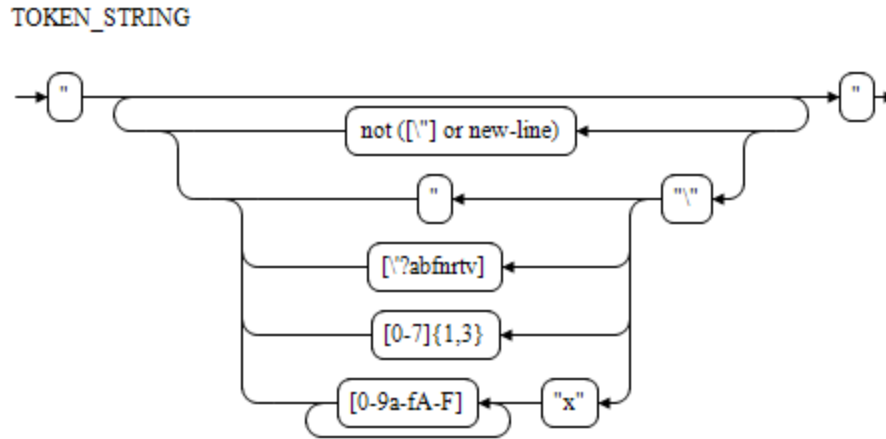 TOKEN_STRING
" "
not ([\"] or new-line)
" "\"
[\'?abfnrtv]
[0-7]{1,3}
[0-9a-fA-F] "x"